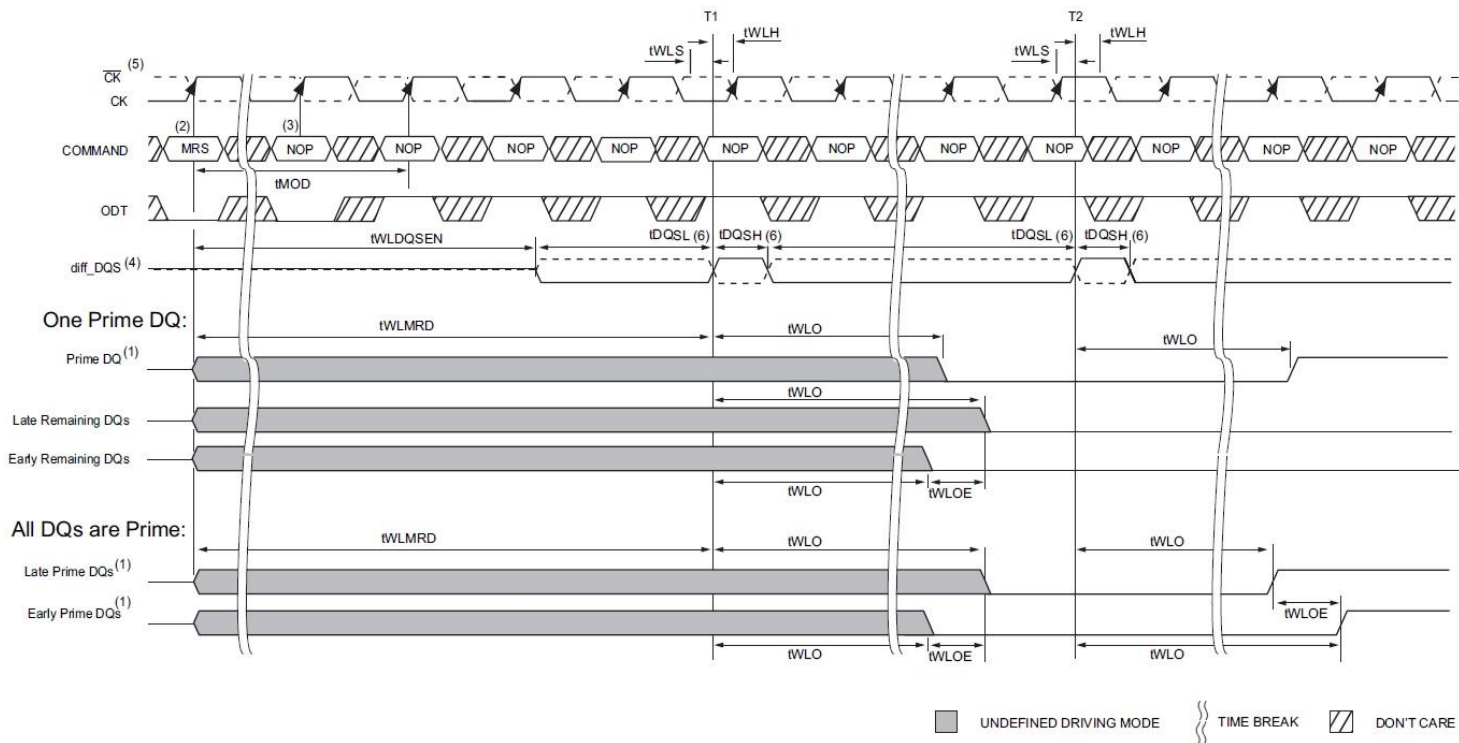 T1 T2
tWLS tWLH tWLS tWLH
CK (5)
CK
COMMAND (2) MRS (3) NOP NOP NOP NOP NOP NOP NOP NOP NOP NOP NOP
tMOD
ODT
tWLDQSEN tDQSL (6) tDQSH (6) tDQSL (6) tDQSH (6)
diff_DQS (4)
One Prime DQ:
tWLMRD tWLO tWLO
Prime DQ (1)
tWLO
Late Remaining DQs
Early Remaining DQs
tWLO tWLOE
All DQs are Prime:
tWLMRD tWLO tWLO
Late Prime DQs (1)
Early Prime DQs (1)
tWLOE
tWLO tWLOE tWLO
UNDEFINED DRIVING MODE TIME BREAK DON'T CARE